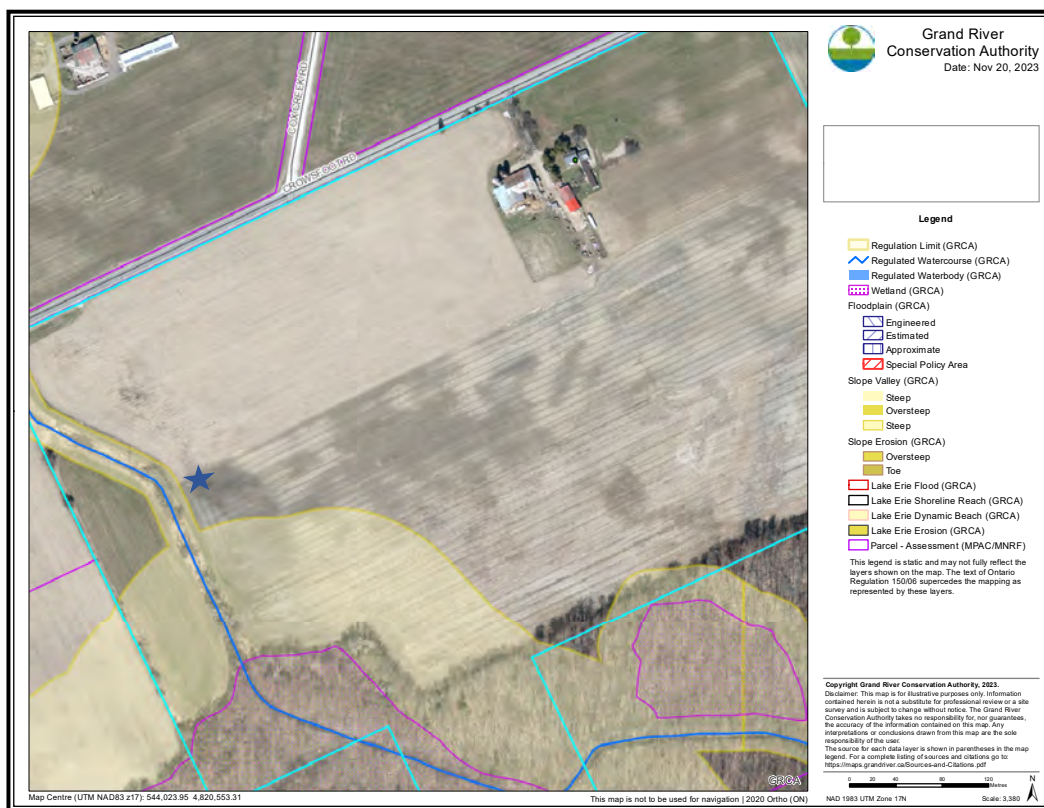 Grand River
Conservation Authority
Date: Nov 20, 2023
COX CREEK RD
CROWSFOOT RD
Legend
Regulation Limit (GRCA)
Regulated Watercourse (GRCA)
Regulated Waterbody (GRCA)
Wetland (GRCA)
Floodplain (GRCA)
Engineered
Estimated
Approximate
Special Policy Area
Slope Valley (GRCA)
Steep
Oversteep
Steep
Slope Erosion (GRCA)
Oversteep
Toe
Lake Erie Flood (GRCA)
Lake Erie Shoreline Reach (GRCA)
Lake Erie Dynamic Beach (GRCA)
Lake Erie Erosion (GRCA)
Parcel - Assessment (MPAC/MNRF)
This legend is static and may not fully reflect the
layers shown on the map. The text of Ontario
Regulation 150/06 supercedes the mapping as
represented by these layers.
Copyright Grand River Conservation Authority, 2023.
Disclaimer: This map is for illustrative purposes only. Information
contained herein is not a substitute for professional review or a site
survey and is subject to change without notice. The Grand River
Conservation Authority takes no responsibility for, nor guarantees,
the accuracy of the information contained on this map. Any
interpretations or conclusions drawn from this map are the sole
responsibility of the user.
The source for each data layer is shown in parentheses in the map
legend. For a complete listing of sources and citations go to:
https://maps.grandriver.ca/Sources-and-Citations.pdf
GRCA
0 20 40 80 120
Metres
N
Map Centre (UTM NAD83 z17): 544,023.95 4,820,553.31
This map is not to be used for navigation | 2020 Ortho (ON)
NAD 1983 UTM Zone 17N
Scale: 3,380